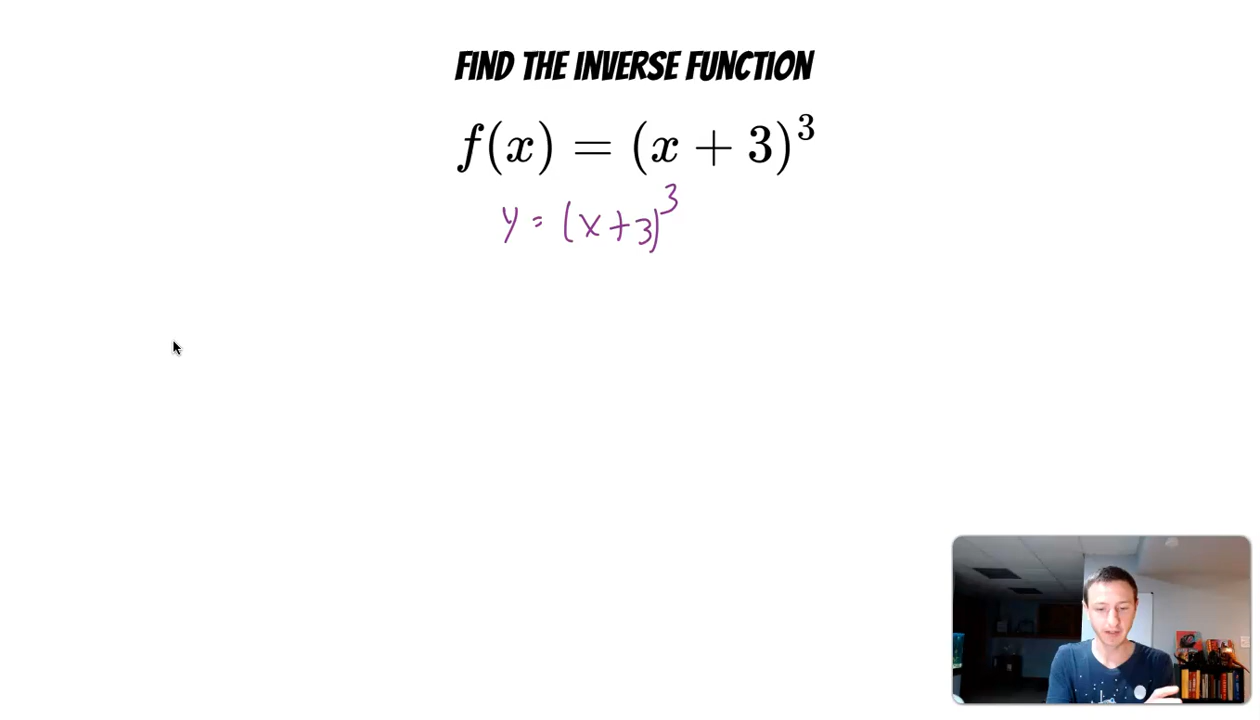 FIND THE INVERSE FUNCTION
f(x) = (x + 3)³
y = (x+3)³